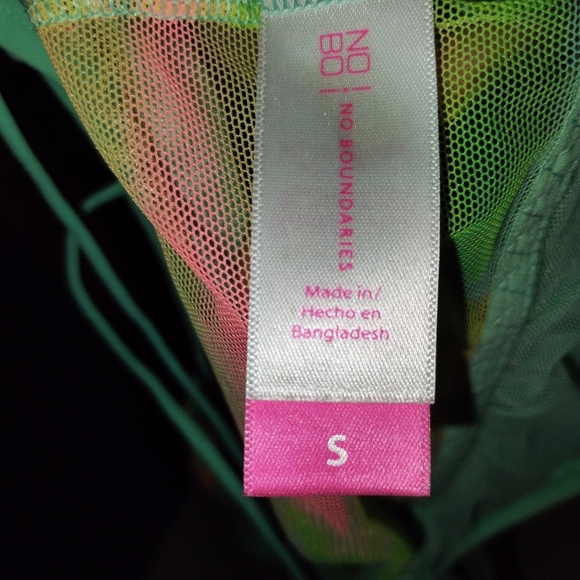 NO!
BO!
NO BOUNDARIES
Made in/
Hecho en
Bangladesh
S